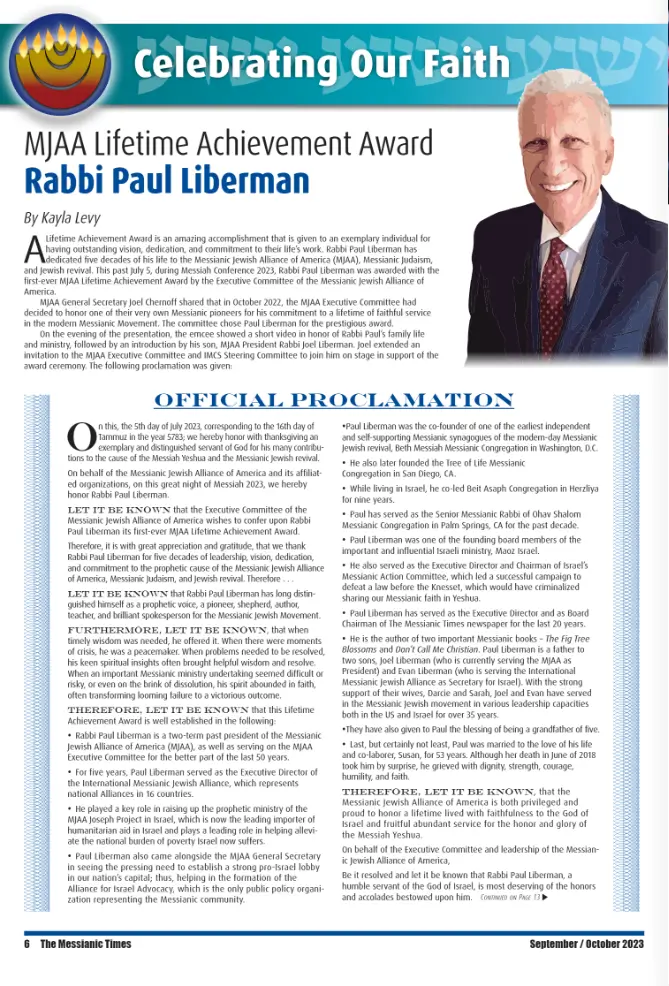 ישוע ישוע ישוע
Celebrating Our Faith
MJAA Lifetime Achievement Award
Rabbi Paul Liberman
By Kayla Levy
A Lifetime Achievement Award is an amazing accomplishment that is given to an exemplary individual for
having outstanding vision, dedication, and commitment to their life's work. Rabbi Paul Liberman has
dedicated five decades of his life to the Messianic Jewish Alliance of America (MJAA), Messianic Judaism,
and Jewish revival. This past July 5, during Messiah Conference 2023, Rabbi Paul Liberman was awarded with the
first-ever MJAA Lifetime Achievement Award by the Executive Committee of the Messianic Jewish Alliance of
America.
MJAA General Secretary Joel Chernoff shared that in October 2022, the MJAA Executive Committee had
decided to honor one of their very own Messianic pioneers for his commitment to a lifetime of faithful service
in the modern Messianic Movement. The committee chose Paul Liberman for the prestigious award.
On the evening of the presentation, the emcee showed a short video in honor of Rabbi Paul's family life
and ministry, followed by an introduction by his son, MJAA President Rabbi Joel Liberman. Joel extended an
invitation to the MJAA Executive Committee and IMCS Steering Committee to join him on stage in support of the
award ceremony. The following proclamation was given:
OFFICIAL PROCLAMATION
On this, the 5th day of July 2023, corresponding to the 16th day of
Tammuz in the year 5783; we hereby honor with thanksgiving an
exemplary and distinguished servant of God for his many contribu-
tions to the cause of the Messiah Yeshua and the Messianic Jewish revival.
On behalf of the Messianic Jewish Alliance of America and its affiliat-
ed organizations, on this great night of Messiah 2023, we hereby
honor Rabbi Paul Liberman.
LET IT BE KNOWN that the Executive Committee of the
Messianic Jewish Alliance of America wishes to confer upon Rabbi
Paul Liberman its first-ever MJAA Lifetime Achievement Award.
Therefore, it is with great appreciation and gratitude, that we thank
Rabbi Paul Liberman for five decades of leadership, vision, dedication,
and commitment to the prophetic cause of the Messianic Jewish Alliance
of America, Messianic Judaism, and Jewish revival. Therefore . . .
LET IT BE KNOWN that Rabbi Paul Liberman has long distin-
guished himself as a prophetic voice, a pioneer, shepherd, author,
teacher, and brilliant spokesperson for the Messianic Jewish Movement.
FURTHERMORE, LET IT BE KNOWN, that when
timely wisdom was needed, he offered it. When there were moments
of crisis, he was a peacemaker. When problems needed to be resolved,
his keen spiritual insights often brought helpful wisdom and resolve.
When an important Messianic ministry undertaking seemed difficult or
risky, or even on the brink of dissolution, his spirit abounded in faith,
often transforming looming failure to a victorious outcome.
THEREFORE, LET IT BE KNOWN that this Lifetime
Achievement Award is well established in the following:
• Rabbi Paul Liberman is a two-term past president of the Messianic
Jewish Alliance of America (MJAA), as well as serving on the MJAA
Executive Committee for the better part of the last 50 years.
• For five years, Paul Liberman served as the Executive Director of
the International Messianic Jewish Alliance, which represents
national Alliances in 16 countries.
• He played a key role in raising up the prophetic ministry of the
MJAA Joseph Project in Israel, which is now the leading importer of
humanitarian aid in Israel and plays a leading role in helping allevi-
ate the national burden of poverty Israel now suffers.
• Paul Liberman also came alongside the MJAA General Secretary
in seeing the pressing need to establish a strong pro-Israel lobby
in our nation's capital; thus, helping in the formation of the
Alliance for Israel Advocacy, which is the only public policy organi-
zation representing the Messianic community.
•Paul Liberman was the co-founder of one of the earliest independent
and self-supporting Messianic synagogues of the modern-day Messianic
Jewish revival, Beth Messiah Messianic Congregation in Washington, D.C.
• He also later founded the Tree of Life Messianic
Congregation in San Diego, CA.
• While living in Israel, he co-led Beit Asaph Congregation in Herzliya
for nine years.
• Paul has served as the Senior Messianic Rabbi of Ohav Shalom
Messianic Congregation in Palm Springs, CA for the past decade.
• Paul Liberman was one of the founding board members of the
important and influential Israeli ministry, Maoz Israel.
• He also served as the Executive Director and Chairman of Israel's
Messianic Action Committee, which led a successful campaign to
defeat a law before the Knesset, which would have criminalized
sharing our Messianic faith in Yeshua.
• Paul Liberman has served as the Executive Director and as Board
Chairman of The Messianic Times newspaper for the last 20 years.
• He is the author of two important Messianic books – The Fig Tree
Blossoms and Don't Call Me Christian. Paul Liberman is a father to
two sons, Joel Liberman (who is currently serving the MJAA as
President) and Evan Liberman (who is serving the International
Messianic Jewish Alliance as Secretary for Israel). With the strong
support of their wives, Darcie and Sarah, Joel and Evan have served
in the Messianic Jewish movement in various leadership capacities
both in the US and Israel for over 35 years.
•They have also given to Paul the blessing of being a grandfather of five.
• Last, but certainly not least, Paul was married to the love of his life
and co-laborer, Susan, for 53 years. Although her death in June of 2018
took him by surprise, he grieved with dignity, strength, courage,
humility, and faith.
THEREFORE, LET IT BE KNOWN, that the
Messianic Jewish Alliance of America is both privileged and
proud to honor a lifetime lived with faithfulness to the God of
Israel and fruitful abundant service for the honor and glory of
the Messiah Yeshua.
On behalf of the Executive Committee and leadership of the Messian-
ic Jewish Alliance of America,
Be it resolved and let it be known that Rabbi Paul Liberman, a
humble servant of the God of Israel, is most deserving of the honors
and accolades bestowed upon him. CONTINUED ON PAGE 13 ▶
6 The Messianic Times
September / October 2023